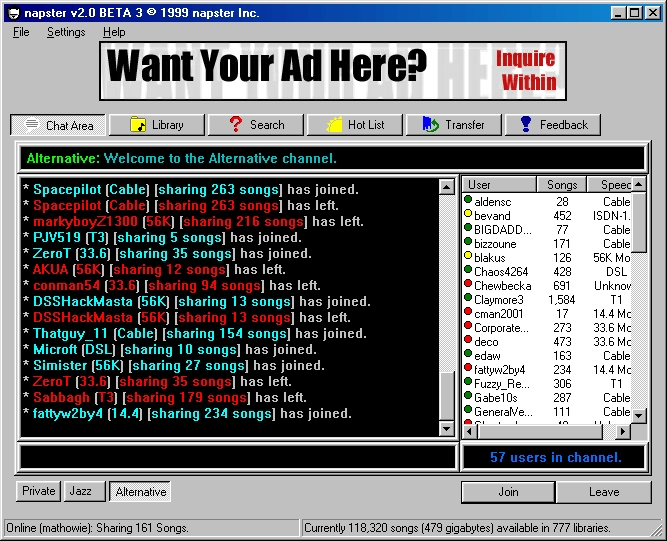 napster v2.0 BETA 3 © 1999 napster Inc.
File Settings Help
Want Your Ad Here? Inquire Within
Chat Area Library Search Hot List Transfer Feedback
Alternative: Welcome to the Alternative channel.
* Spacepilot (Cable) [sharing 263 songs] has joined.
* Spacepilot (Cable) [sharing 263 songs] has left.
* markyboyZ1300 (56K) [sharing 216 songs] has left.
* PJV519 (T3) [sharing 5 songs] has joined.
* ZeroT (33.6) [sharing 35 songs] has joined.
* AKUA (56K) [sharing 12 songs] has left.
* conman54 (33.6) [sharing 94 songs] has left.
* DSSHackMasta (56K) [sharing 13 songs] has joined.
* DSSHackMasta (56K) [sharing 13 songs] has left.
* Thatguy_11 (Cable) [sharing 154 songs] has joined.
* Microft (DSL) [sharing 10 songs] has joined.
* Simister (56K) [sharing 27 songs] has joined.
* ZeroT (33.6) [sharing 35 songs] has left.
* Sabbagh (T3) [sharing 179 songs] has left.
* fattyw2by4 (14.4) [sharing 234 songs] has joined.
User Songs Speed
aldensc 28 Cable
bevand 452 ISDN-1.
BIGDADD... 77 Cable
bizzoune 171 Cable
blakus 126 56K Mo
Chaos4264 428 DSL
Chewbecka 691 Unknow
Claymore3 1,584 T1
cman2001 17 14.4 Mo
Corporate... 273 33.6 Mo
deco 473 33.6 Mo
edaw 163 Cable
fattyw2by4 234 14.4 Mo
Fuzzy_Re... 306 T1
Gabe10s 287 Cable
GeneralVe... 111 Cable
57 users in channel.
Private Jazz Alternative Join Leave
Online (mathowie): Sharing 161 Songs. Currently 118,320 songs (479 gigabytes) available in 777 libraries.